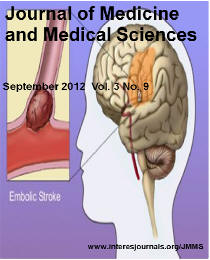 Journal of Medicine
and Medical Sciences
September 2012 Vol. 3 No. 9
Embolic Stroke
www.interesjournals.org/JMMS